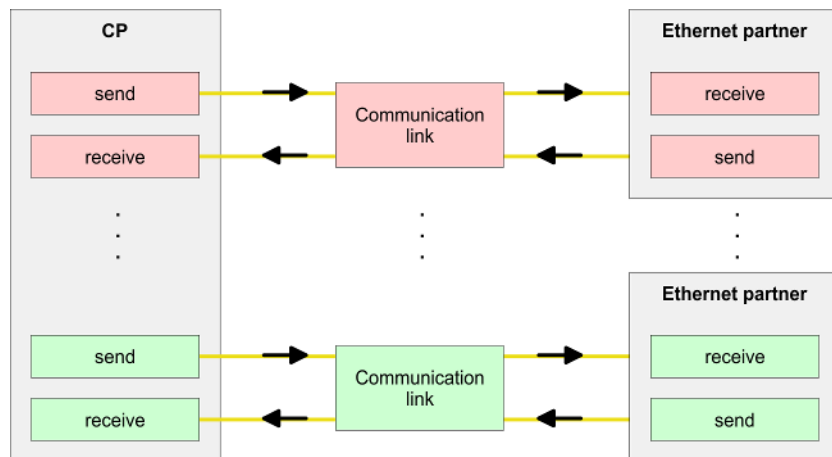 CP
Ethernet partner
send
Communication
link
receive
receive
send
Ethernet partner
send
Communication
link
receive
receive
send